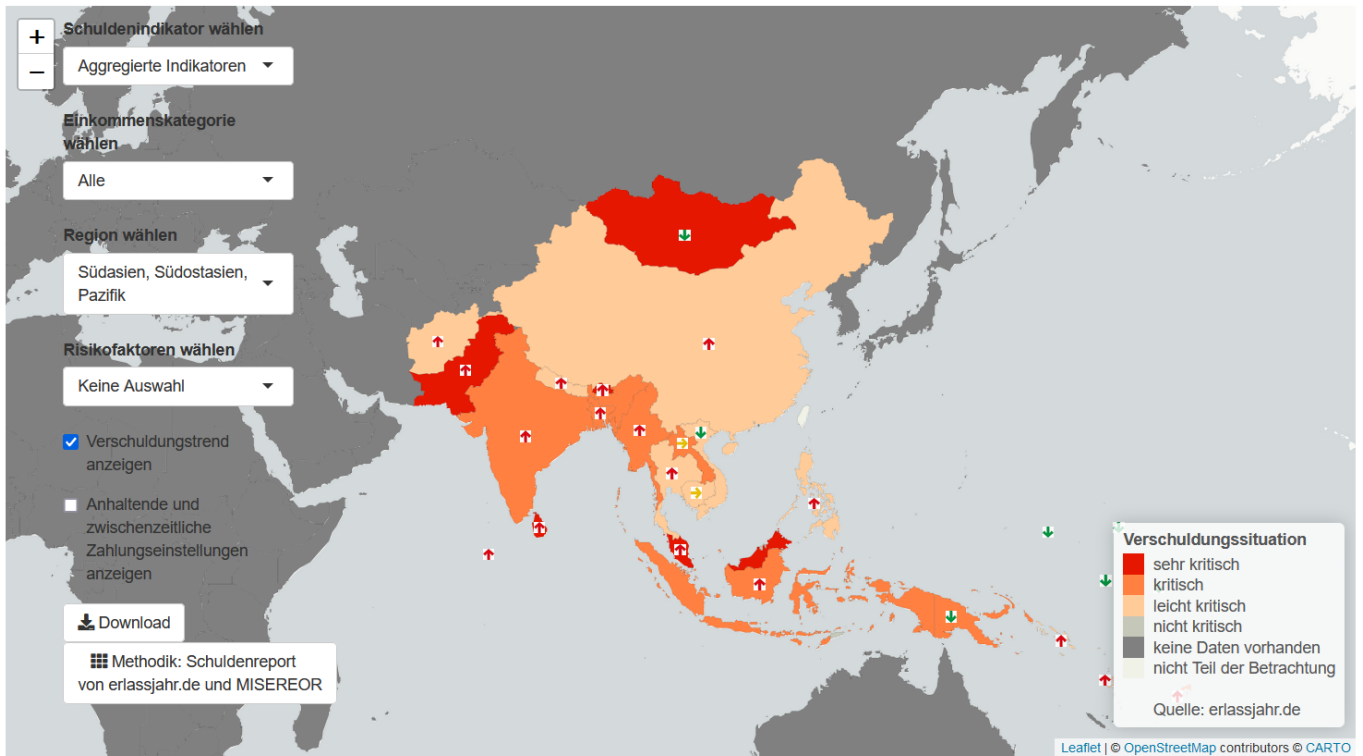 +
−
Schuldenindikator wählen
Aggregierte Indikatoren
Einkommenskategorie
wählen
Alle
Region wählen
Südasien, Südostasien,
Pazifik
Risikofaktoren wählen
Keine Auswahl
Verschuldungstrend
anzeigen
Anhaltende und
zwischenzeitliche
Zahlungseinstellungen
anzeigen
Download
Methodik: Schuldenreport
von erlassjahr.de und MISEREOR
Verschuldungssituation
sehr kritisch
kritisch
leicht kritisch
nicht kritisch
keine Daten vorhanden
nicht Teil der Betrachtung
Quelle: erlassjahr.de
Leaflet | © OpenStreetMap contributors © CARTO